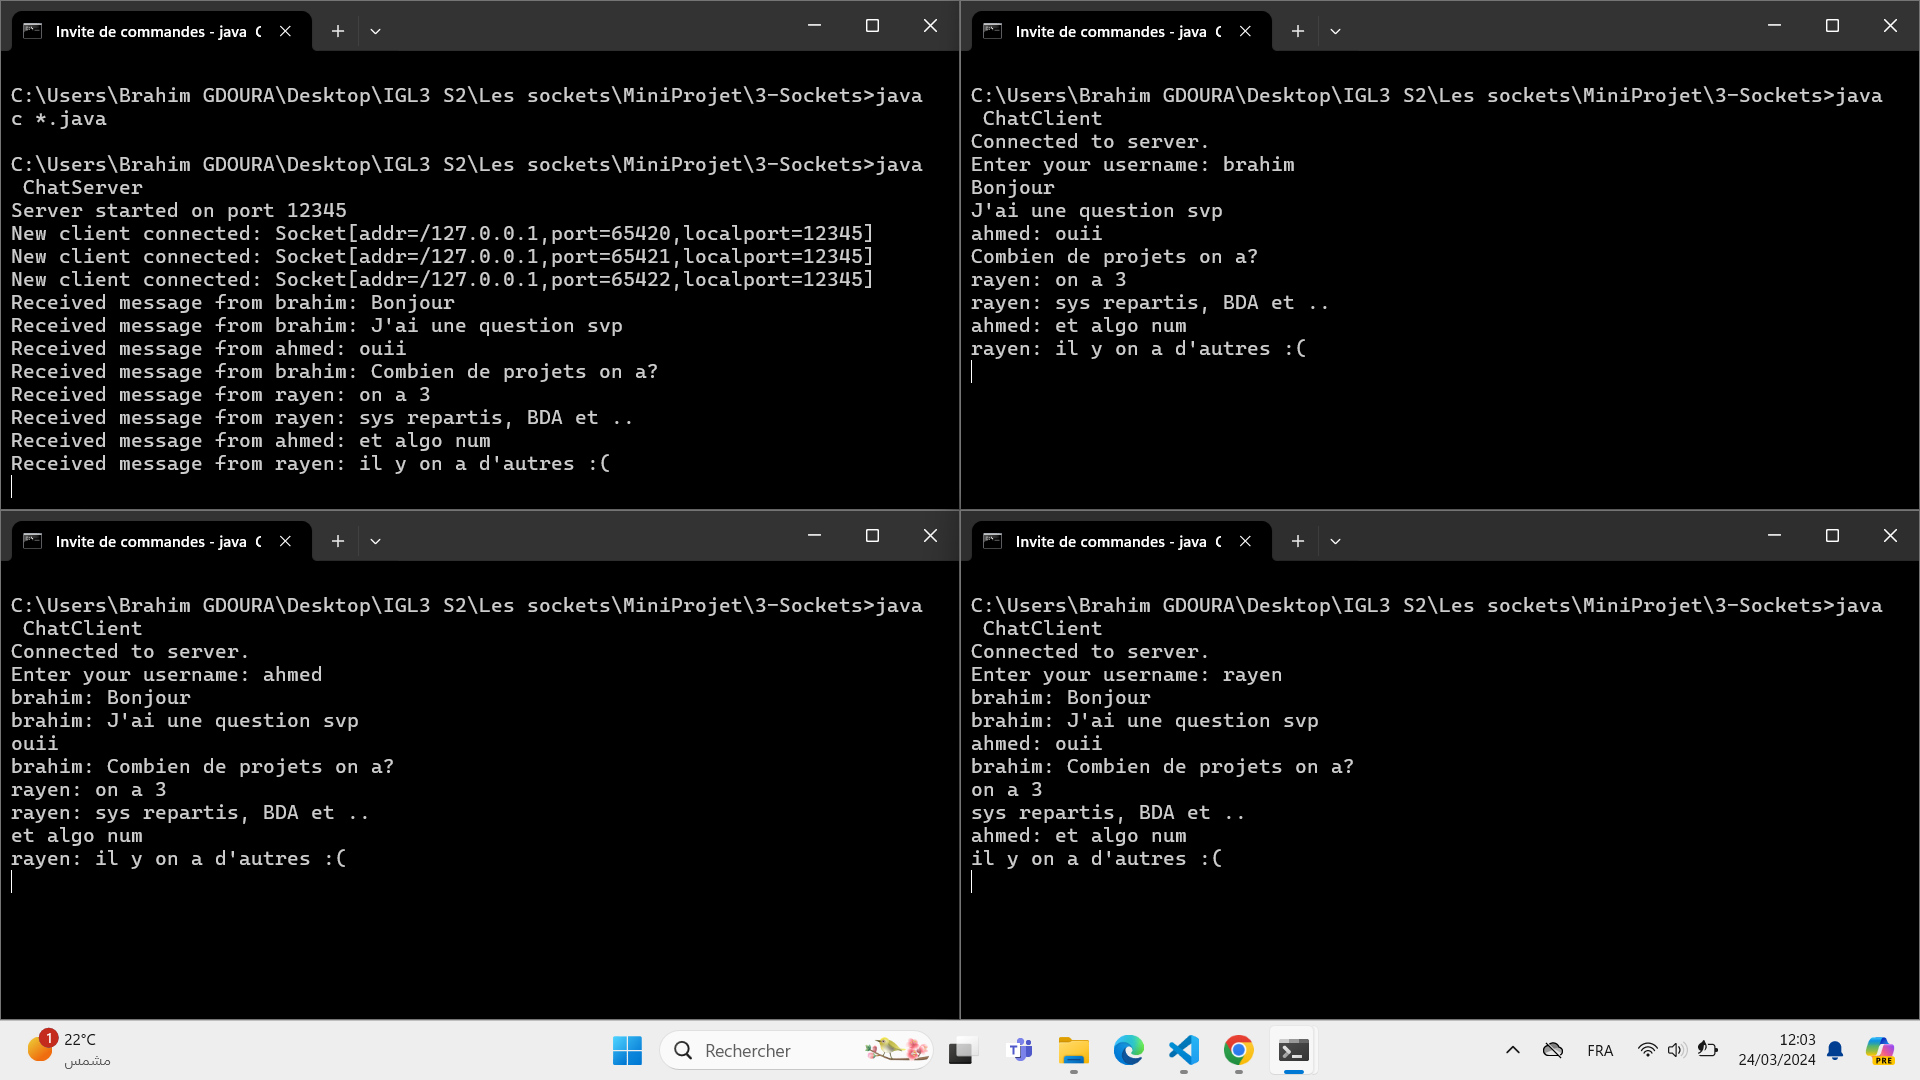 Invite de commandes - java  C
C:\Users\Brahim GDOURA\Desktop\IGL3 S2\Les sockets\MiniProjet\3-Sockets>java
c *.java
C:\Users\Brahim GDOURA\Desktop\IGL3 S2\Les sockets\MiniProjet\3-Sockets>java
 ChatServer
Server started on port 12345
New client connected: Socket[addr=/127.0.0.1,port=65420,localport=12345]
New client connected: Socket[addr=/127.0.0.1,port=65421,localport=12345]
New client connected: Socket[addr=/127.0.0.1,port=65422,localport=12345]
Received message from brahim: Bonjour
Received message from brahim: J'ai une question svp
Received message from ahmed: ouii
Received message from brahim: Combien de projets on a?
Received message from rayen: on a 3
Received message from rayen: sys repartis, BDA et ..
Received message from ahmed: et algo num
Received message from rayen: il y on a d'autres :(
Invite de commandes - java  C
C:\Users\Brahim GDOURA\Desktop\IGL3 S2\Les sockets\MiniProjet\3-Sockets>java
 ChatClient
Connected to server.
Enter your username: brahim
Bonjour
J'ai une question svp
ahmed: ouii
Combien de projets on a?
rayen: on a 3
rayen: sys repartis, BDA et ..
ahmed: et algo num
rayen: il y on a d'autres :(
Invite de commandes - java  C
C:\Users\Brahim GDOURA\Desktop\IGL3 S2\Les sockets\MiniProjet\3-Sockets>java
 ChatClient
Connected to server.
Enter your username: ahmed
brahim: Bonjour
brahim: J'ai une question svp
ouii
brahim: Combien de projets on a?
rayen: on a 3
rayen: sys repartis, BDA et ..
et algo num
rayen: il y on a d'autres :(
Invite de commandes - java  C
C:\Users\Brahim GDOURA\Desktop\IGL3 S2\Les sockets\MiniProjet\3-Sockets>java
 ChatClient
Connected to server.
Enter your username: rayen
brahim: Bonjour
brahim: J'ai une question svp
ahmed: ouii
brahim: Combien de projets on a?
on a 3
sys repartis, BDA et ..
ahmed: et algo num
il y on a d'autres :(
1
22°C
مشمس
Rechercher
FRA
12:03
24/03/2024
PRE